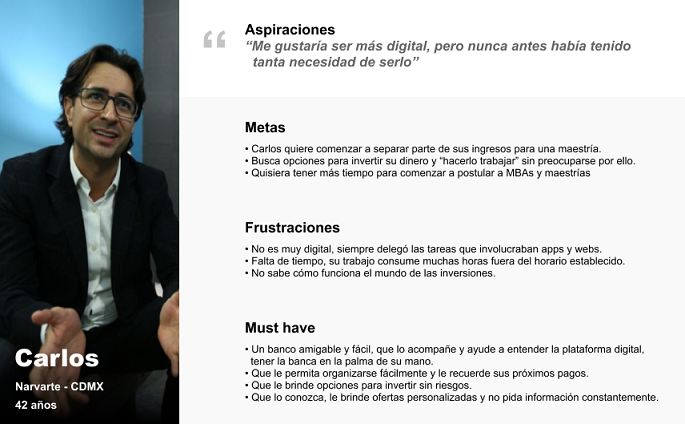 Aspiraciones
“Me gustaría ser más digital, pero nunca antes había tenido
tanta necesidad de serlo”
Metas
• Carlos quiere comenzar a separar parte de sus ingresos para una maestría.
• Busca opciones para invertir su dinero y “hacerlo trabajar” sin preocuparse por ello.
• Quisiera tener más tiempo para comenzar a postular a MBAs y maestrías
Frustraciones
• No es muy digital, siempre delegó las tareas que involucraban apps y webs.
• Falta de tiempo, su trabajo consume muchas horas fuera del horario establecido.
• No sabe cómo funciona el mundo de las inversiones.
Must have
• Un banco amigable y fácil, que lo acompañe y ayude a entender la plataforma digital,
tener la banca en la palma de su mano.
• Que le permita organizarse fácilmente y le recuerde sus próximos pagos.
• Que le brinde opciones para invertir sin riesgos.
• Que lo conozca, le brinde ofertas personalizadas y no pida información constantemente.
Carlos
Narvarte - CDMX
42 años